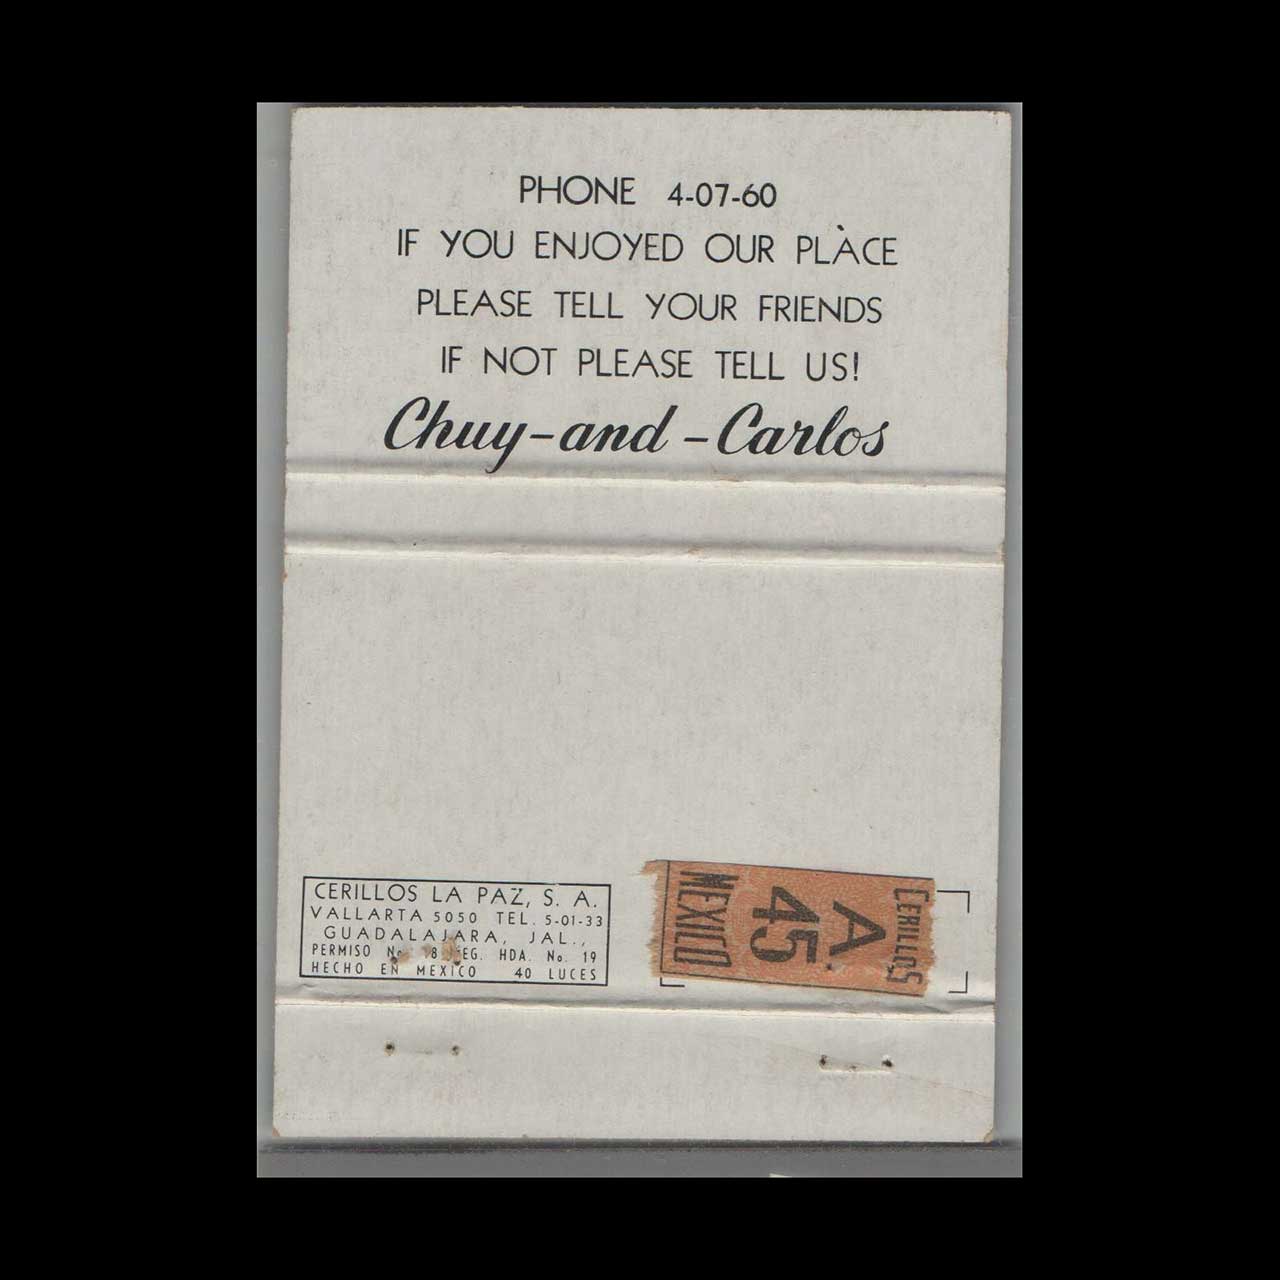 PHONE 4-07-60
IF YOU ENJOYED OUR PLÀCE
PLEASE TELL YOUR FRIENDS
IF NOT PLEASE TELL US!
Chuy-and-Carlos
CERILLOS LA PAZ, S. A.
VALLARTA 5050 TEL. 5-01-33
GUADALAJARA, JAL.,
PERMISO No. 18 HDA. No. 19
HECHO EN MEXICO 40 LUCES
CERILLOS
A.
45
MEXICO